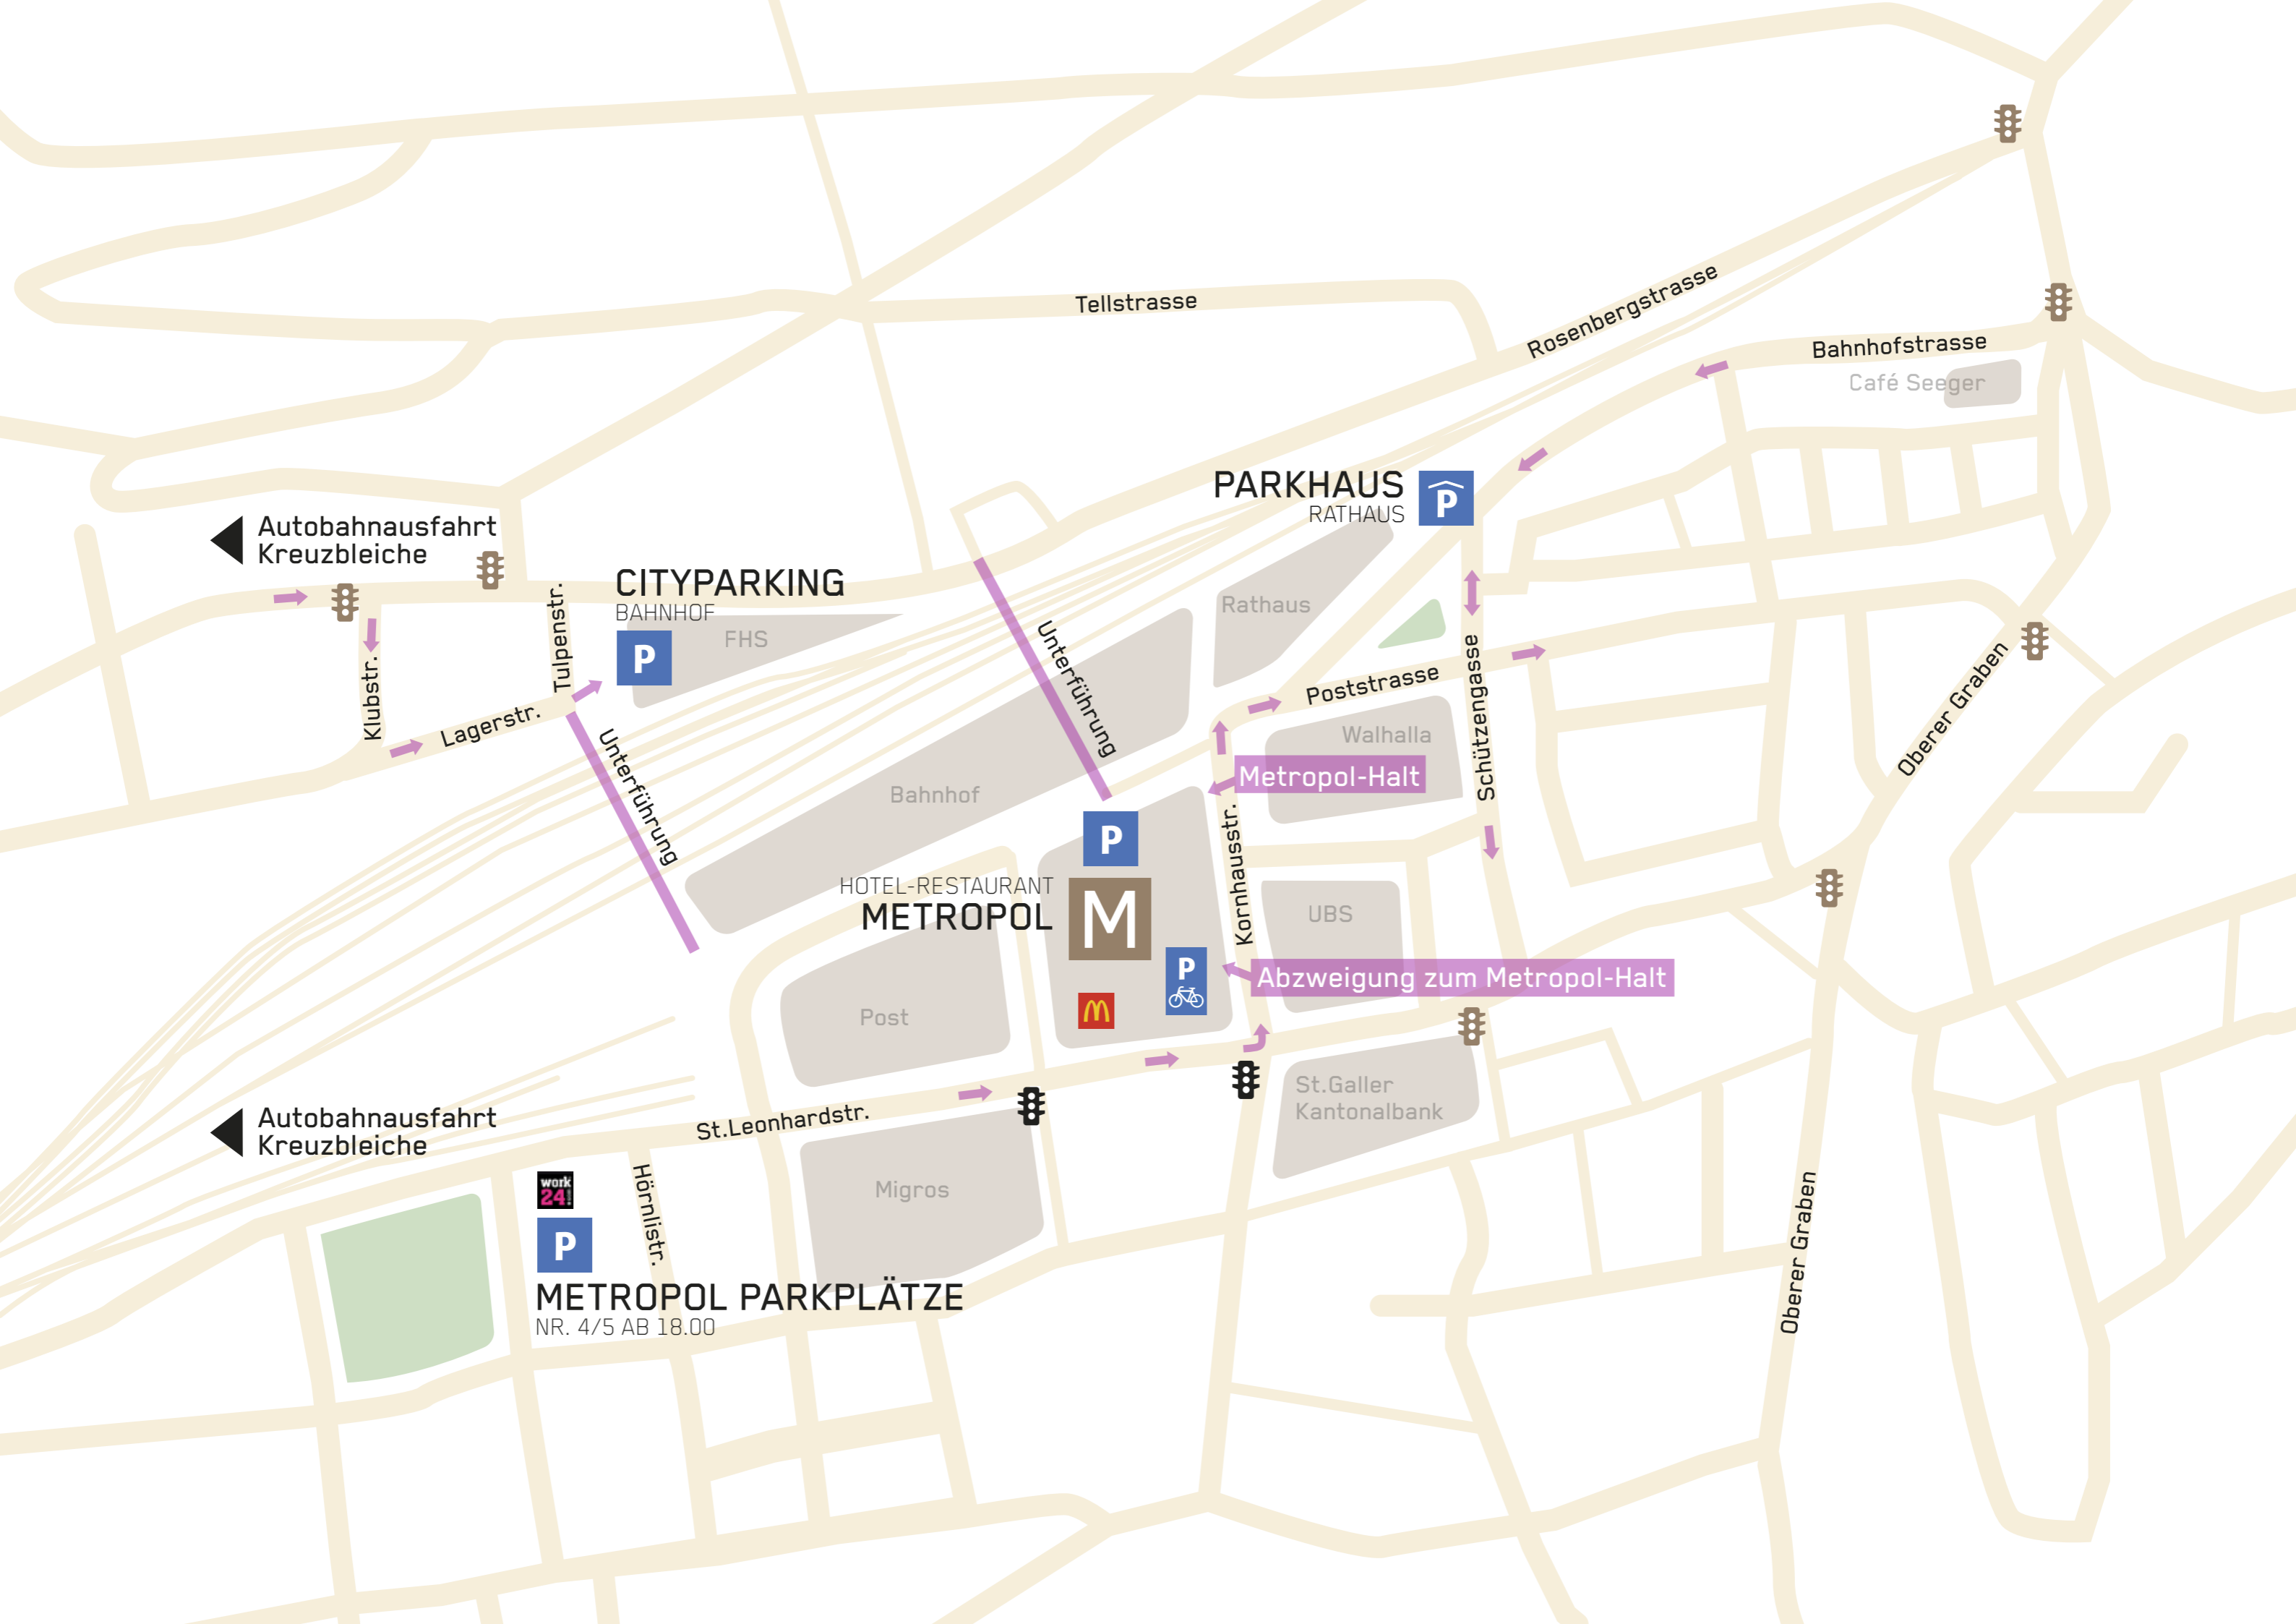 Tellstrasse
Rosenbergstrasse
Bahnhofstrasse
Café Seeger
PARKHAUS
RATHAUS
P
Autobahnausfahrt
Kreuzbleiche
CITYPARKING
BAHNHOF
P
FHS
Tulpenstr.
Klubstr.
Lagerstr.
Unterführung
Unterführung
Rathaus
Poststrasse
Schützengasse
Oberer Graben
Walhalla
Metropol-Halt
Bahnhof
P
Kornhausstr.
HOTEL-RESTAURANT
METROPOL
M
UBS
P
Abzweigung zum Metropol-Halt
Post
St.Galler
Kantonalbank
St.Leonhardstr.
Autobahnausfahrt
Kreuzbleiche
work
24
P
Hörnlistr.
Migros
METROPOL PARKPLÄTZE
NR. 4/5 AB 18.00
Oberer Graben